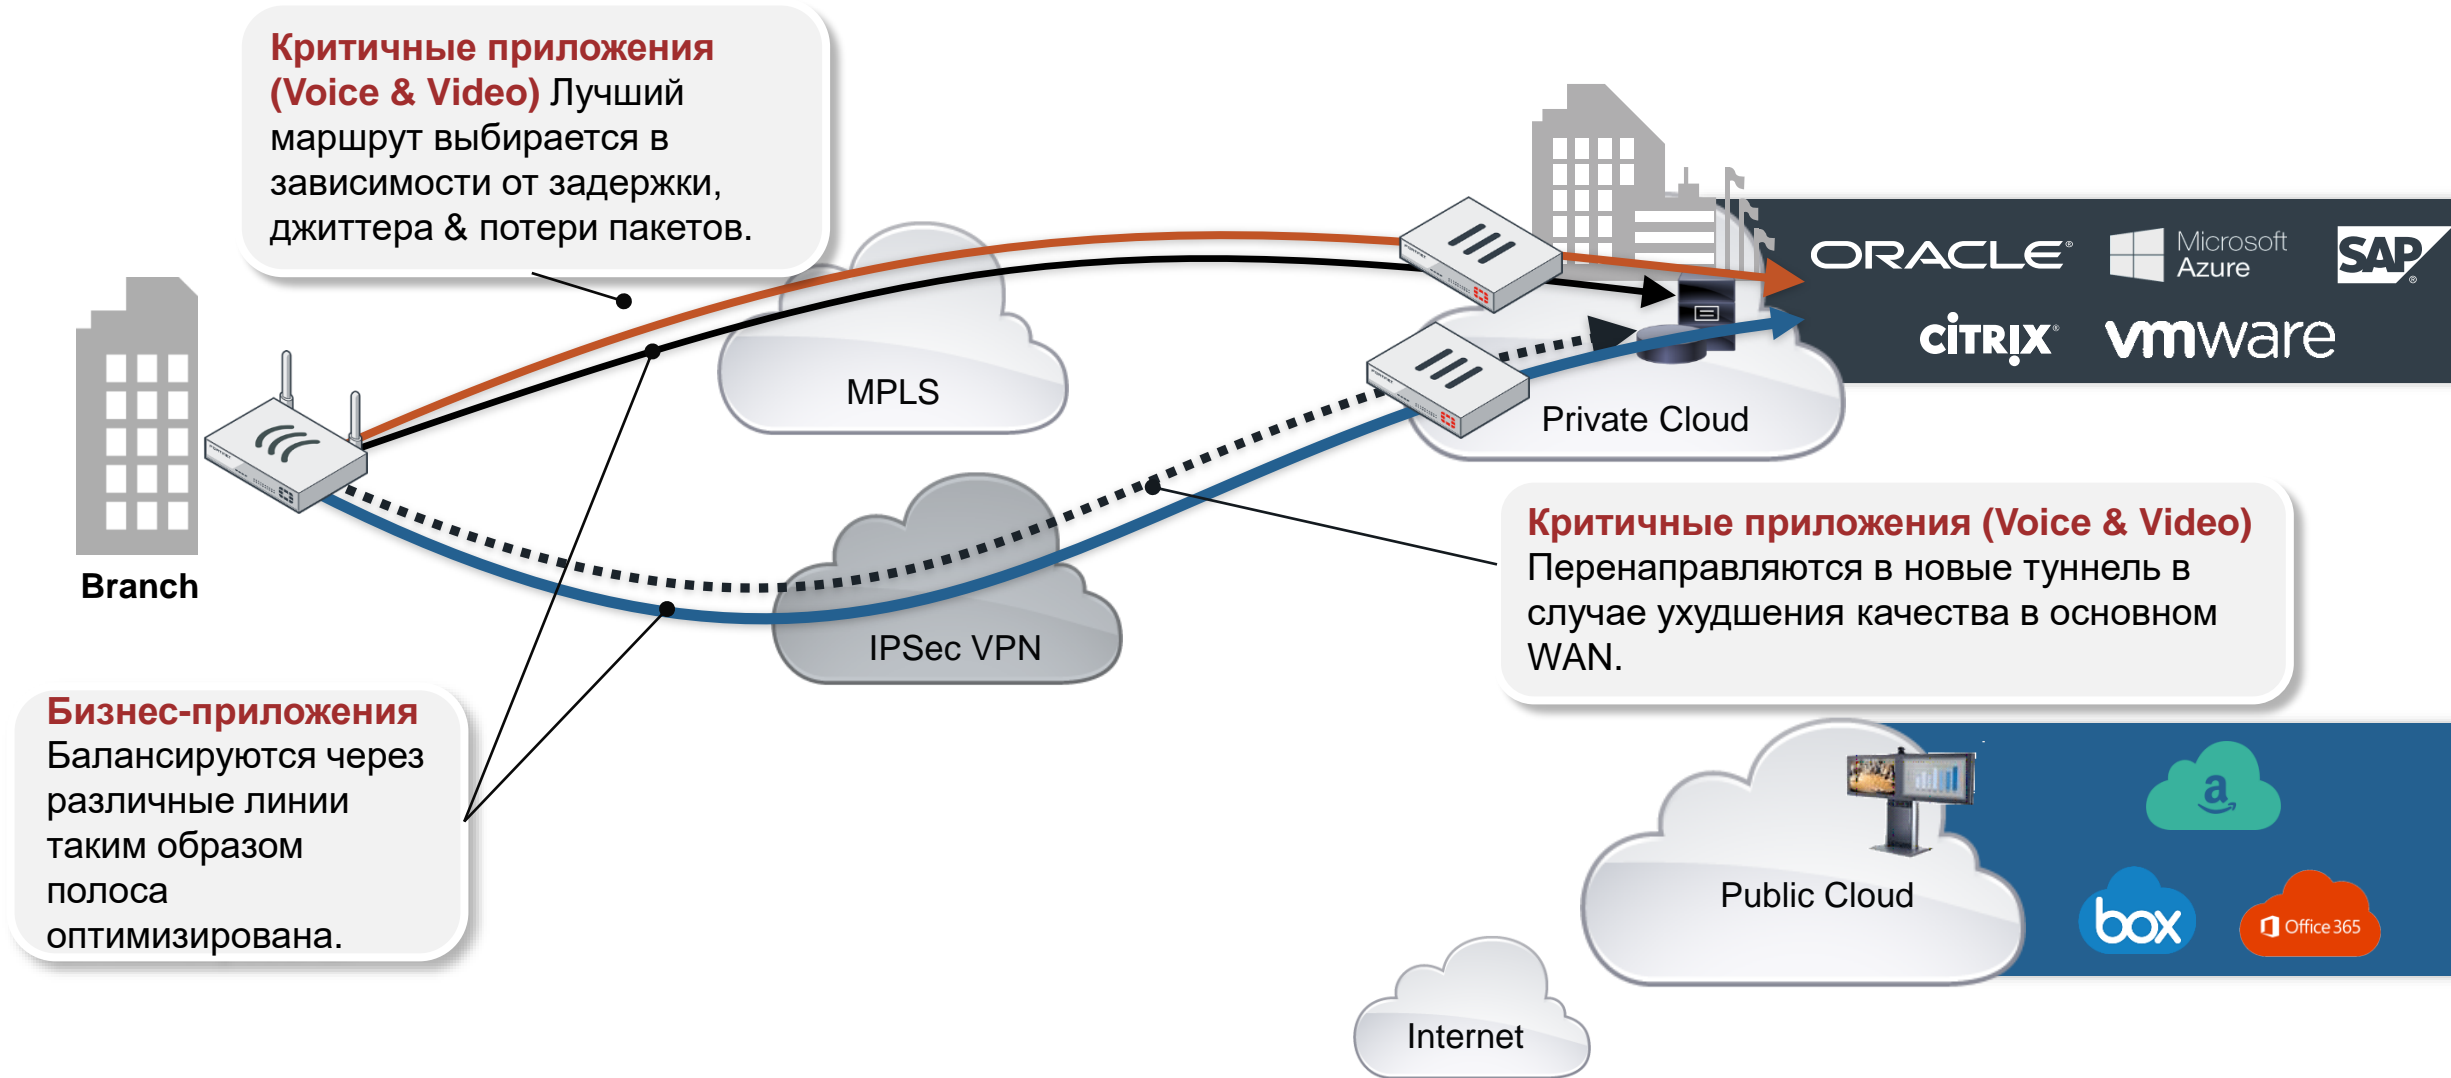 Критичные приложения
(Voice & Video) Лучший
маршрут выбирается в
зависимости от задержки,
джиттера & потери пакетов.
ORACLE
Microsoft
Azure
SAP
CİTRIX
vmware
MPLS
Private Cloud
Branch
IPSec VPN
Критичные приложения (Voice & Video)
Перенаправляются в новые туннель в
случае ухудшения качества в основном
WAN.
Бизнес-приложения
Балансируются через
различные линии
таким образом
полоса
оптимизирована.
a
Public Cloud
box
Office 365
Internet